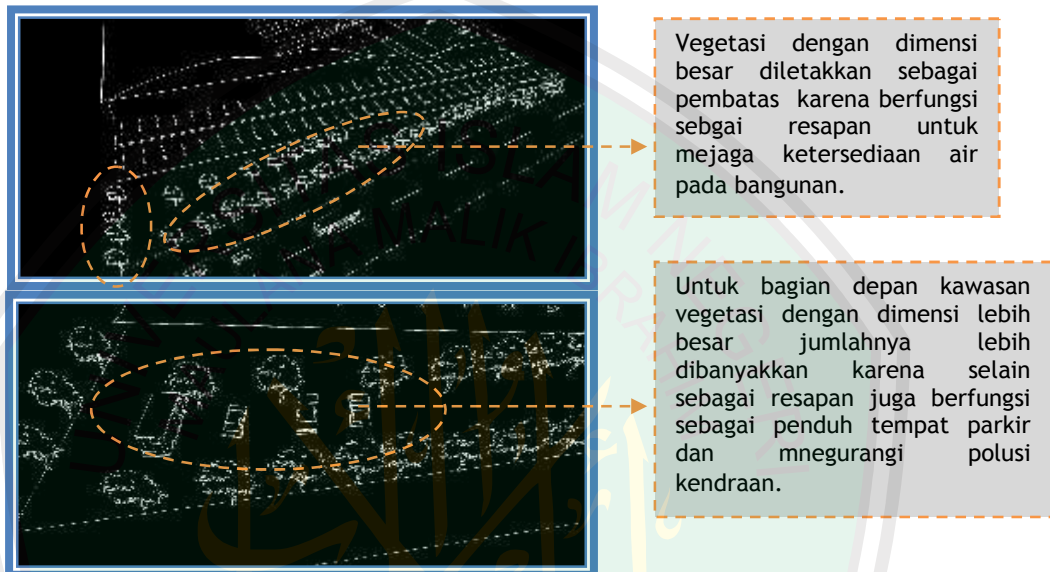 Vegetasi dengan dimensi
besar diletakkan sebagai
pembatas karena berfungsi
sebgai resapan untuk
mejaga ketersediaan air
pada bangunan.
Untuk bagian depan kawasan
vegetasi dengan dimensi lebih
besar jumlahnya lebih
dibanyakkan karena selain
sebagai resapan juga berfungsi
sebagai penduh tempat parkir
dan mnegurangi polusi
kendraan.